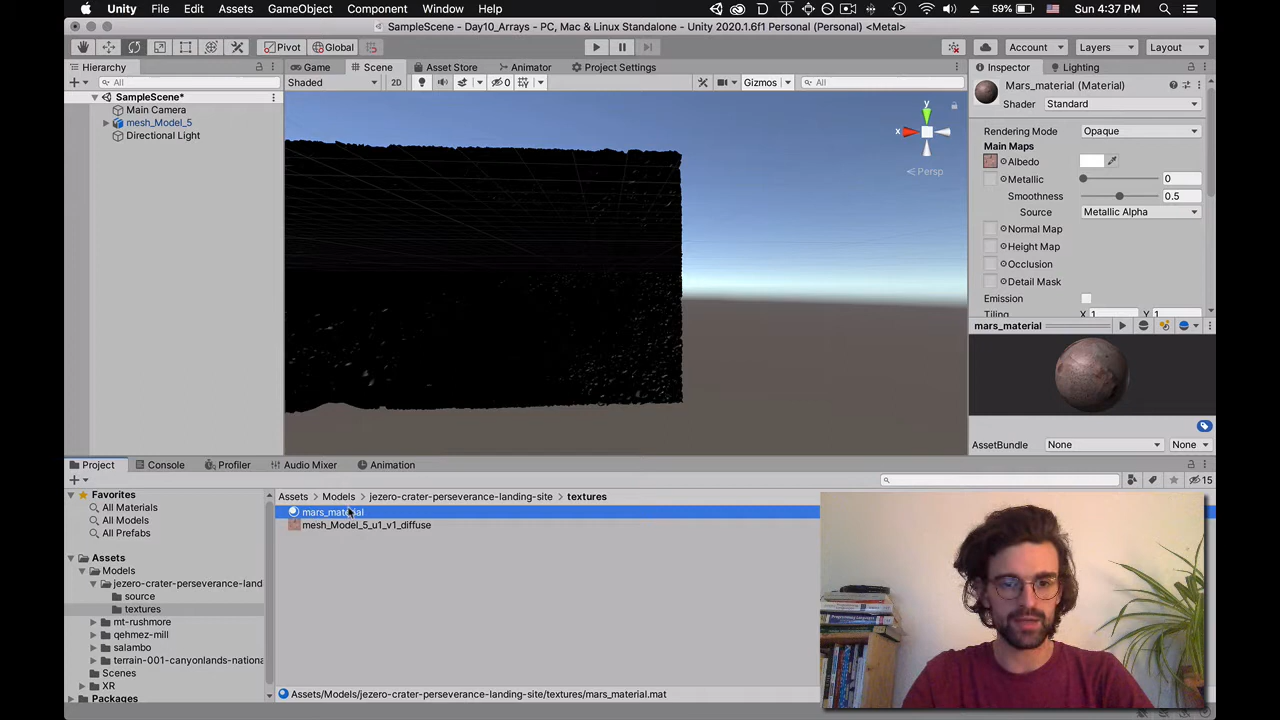 Unity File Edit Assets GameObject Component Window Help 59% Sun 4:37 PM
SampleScene - Day10_Arrays - PC, Mac & Linux Standalone - Unity 2020.1.6f1 Personal (Personal) <Metal>
Pivot Global Account Layers Layout
Hierarchy
All
SampleScene*
Main Camera
mesh_Model_5
Directional Light
Game Scene Asset Store Animator Project Settings
Shaded 2D 0 Gizmos All
y
x
Persp
Inspector Lighting
Mars_material (Material)
Shader Standard
Rendering Mode Opaque
Main Maps
Albedo
Metallic 0
Smoothness 0.5
Source Metallic Alpha
Normal Map
Height Map
Occlusion
Detail Mask
Emission
Tiling X 1 Y 1
mars_material
AssetBundle None None
Project Console Profiler Audio Mixer Animation
15
Favorites
All Materials
All Models
All Prefabs
Assets
Models
jezero-crater-perseverance-land
source
textures
mt-rushmore
qehmez-mill
salambo
terrain-001-canyonlands-nationa
Scenes
XR
Packages
Assets Models jezero-crater-perseverance-landing-site textures
mars_material
mesh_Model_5_u1_v1_diffuse
Assets/Models/jezero-crater-perseverance-landing-site/textures/mars_material.mat